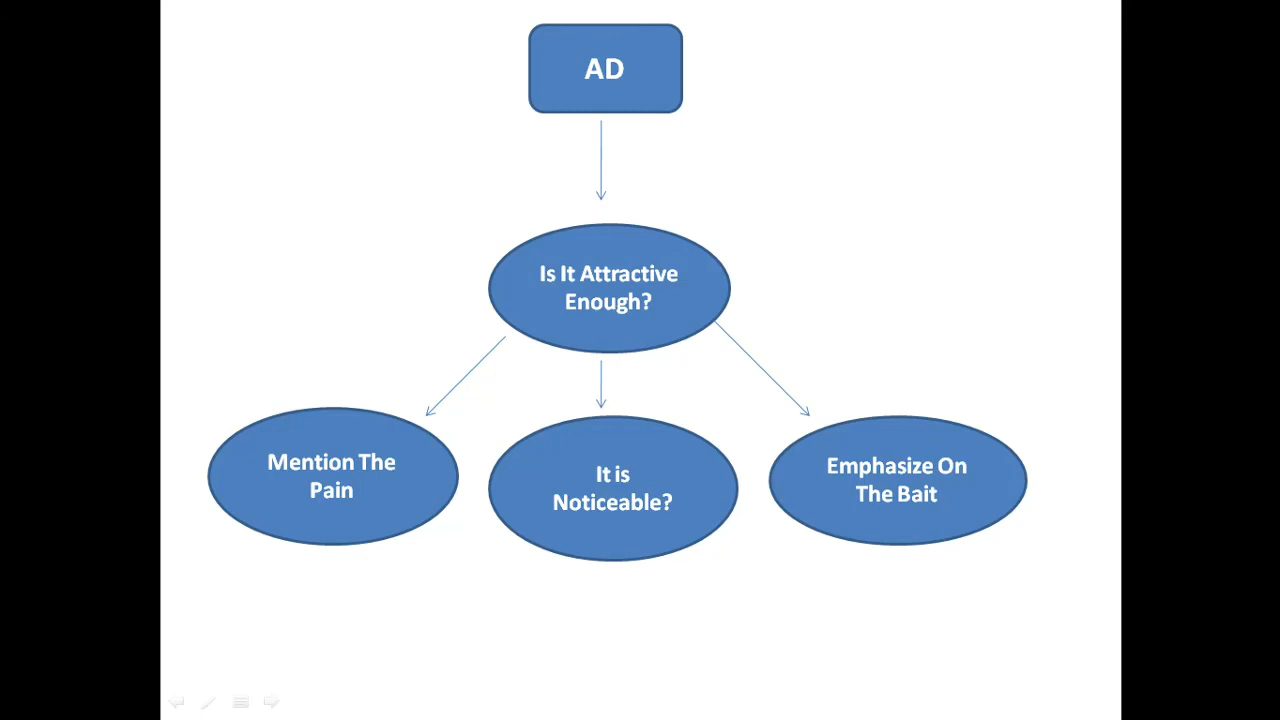 AD
Is It Attractive
Enough?
Mention The
Pain
It is
Noticeable?
Emphasize On
The Bait